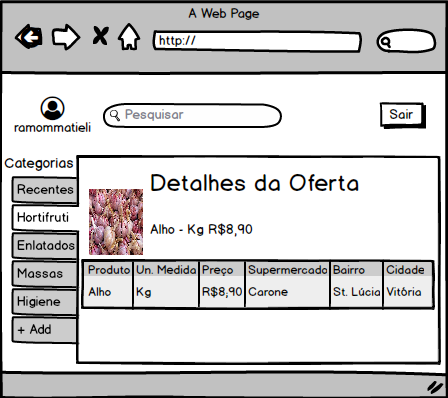 A Web Page
http://
ramommatieli
Pesquisar
Sair
Categorias
Recentes
Hortifruti
Enlatados
Massas
Higiene
+ Add
Detalhes da Oferta
Alho - Kg R$8,90
Produto Un. Medida Preço Supermercado Bairro Cidade
Alho Kg R$8,90 Carone St. Lúcia Vitória